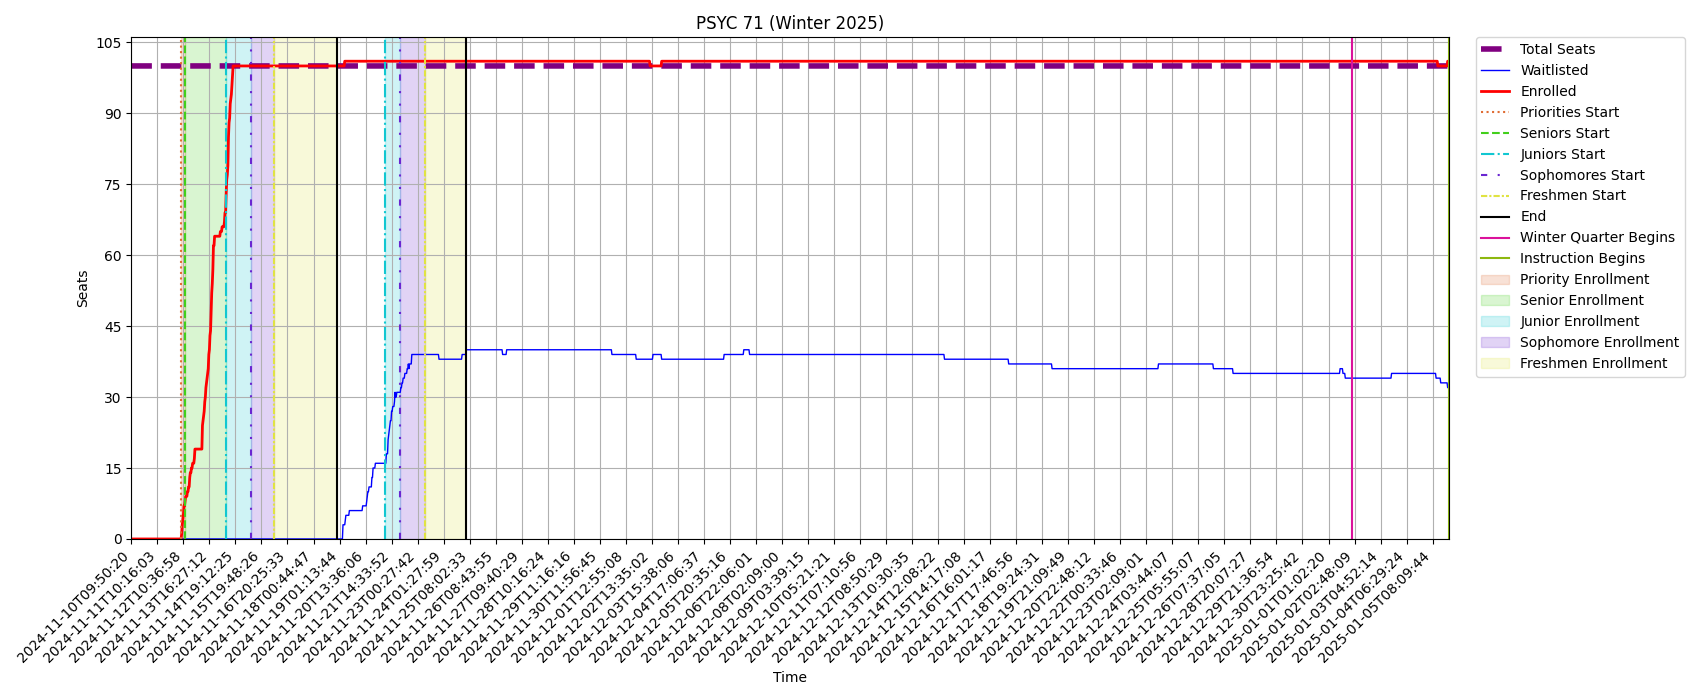 PSYC 71 (Winter 2025)
105
90
75
60
45
30
15
0
Seats
2024-11-10T09:50:20
2024-11-11T10:16:03
2024-11-12T10:36:58
2024-11-13T16:27:12
2024-11-14T19:12:25
2024-11-15T19:48:26
2024-11-16T20:25:33
2024-11-18T00:44:47
2024-11-19T01:13:44
2024-11-20T13:36:06
2024-11-21T14:33:52
2024-11-23T00:27:42
2024-11-24T01:27:59
2024-11-25T08:02:33
2024-11-26T08:43:55
2024-11-27T09:40:29
2024-11-28T10:16:24
2024-11-29T11:16:16
2024-11-30T11:56:45
2024-12-01T12:55:08
2024-12-02T13:35:02
2024-12-03T15:38:06
2024-12-04T17:06:37
2024-12-05T20:35:16
2024-12-06T22:06:01
2024-12-08T02:09:00
2024-12-09T03:39:15
2024-12-10T05:21:21
2024-12-11T07:10:56
2024-12-12T08:50:29
2024-12-13T10:30:35
2024-12-14T12:08:22
2024-12-15T14:17:08
2024-12-16T16:01:17
2024-12-17T17:46:56
2024-12-18T19:24:31
2024-12-19T21:09:49
2024-12-20T22:48:12
2024-12-22T00:33:46
2024-12-23T02:09:01
2024-12-24T03:44:07
2024-12-25T05:55:07
2024-12-26T07:37:05
2024-12-28T20:07:27
2024-12-29T21:36:54
2024-12-30T23:25:42
2025-01-01T01:02:20
2025-01-02T02:48:09
2025-01-03T04:52:14
2025-01-04T06:29:24
2025-01-05T08:09:44
Time
Total Seats
Waitlisted
Enrolled
Priorities Start
Seniors Start
Juniors Start
Sophomores Start
Freshmen Start
End
Winter Quarter Begins
Instruction Begins
Priority Enrollment
Senior Enrollment
Junior Enrollment
Sophomore Enrollment
Freshmen Enrollment